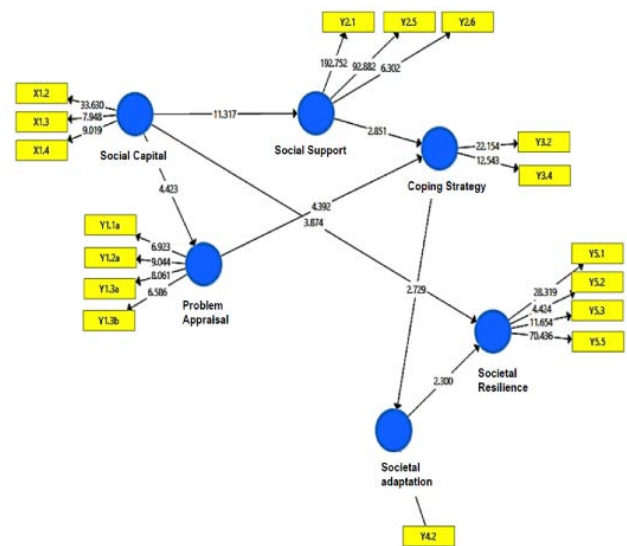 Y2.1
Y2.5
Y2.6
192.752
92.882
6.302
X1.2
X1.3
X1.4
33.630
7.948
9.019
Social Capital
11.317
Social Support
2.851
Coping Strategy
22.154
12.543
Y3.2
Y3.4
4.423
4.392
3.874
Y1.1a
Y1.2a
Y1.3a
Y1.3b
6.923
9.044
8.061
6.586
Problem
Appraisal
2.729
Y5.1
Y5.2
Y5.3
Y5.5
28.319
4.424
11.654
70.436
Societal
Resilience
2.300
Societal
adaptation
Y4.2